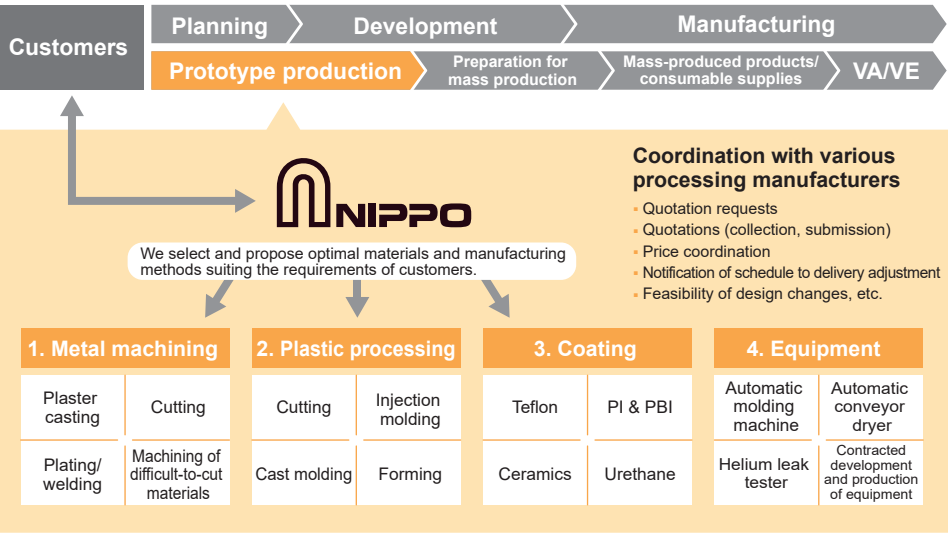 Customers
Planning
Development
Manufacturing
Prototype production
Preparation for
mass production
Mass-produced products/
consumable supplies
VA/VE
NIPPO
We select and propose optimal materials and manufacturing
methods suiting the requirements of customers.
Coordination with various
processing manufacturers
▪ Quotation requests
▪ Quotations (collection, submission)
▪ Price coordination
▪ Notification of schedule to delivery adjustment
▪ Feasibility of design changes, etc.
1. Metal machining
Plaster
casting
Cutting
Plating/
welding
Machining of
difficult-to-cut
materials
2. Plastic processing
Cutting
Injection
molding
Cast molding
Forming
3. Coating
Teflon
PI & PBI
Ceramics
Urethane
4. Equipment
Automatic
molding
machine
Automatic
conveyor
dryer
Helium leak
tester
Contracted
development
and production
of equipment